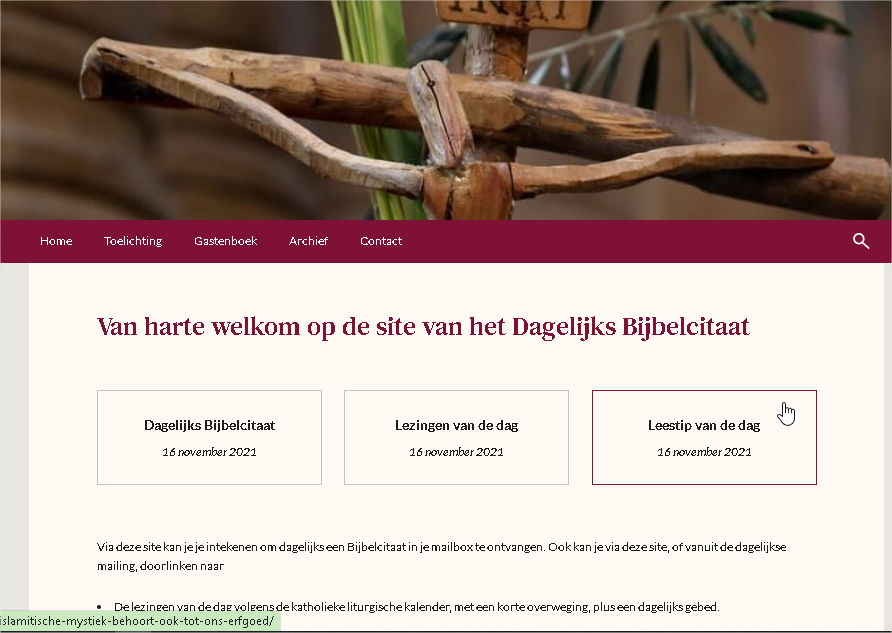 INRI
Home Toelichting Gastenboek Archief Contact
Van harte welkom op de site van het Dagelijks Bijbelcitaat
Dagelijks Bijbelcitaat
16 november 2021
Lezingen van de dag
16 november 2021
Leestip van de dag
16 november 2021
Via deze site kan je je intekenen om dagelijks een Bijbelcitaat in je mailbox te ontvangen. Ook kan je via deze site, of vanuit de dagelijkse
mailing, doorlinken naar
• De lezingen van de dag volgens de katholieke liturgische kalender, met een korte overweging, plus een dagelijks gebed.
islamitische-mystiek-behoort-ook-tot-ons-erfgoed/